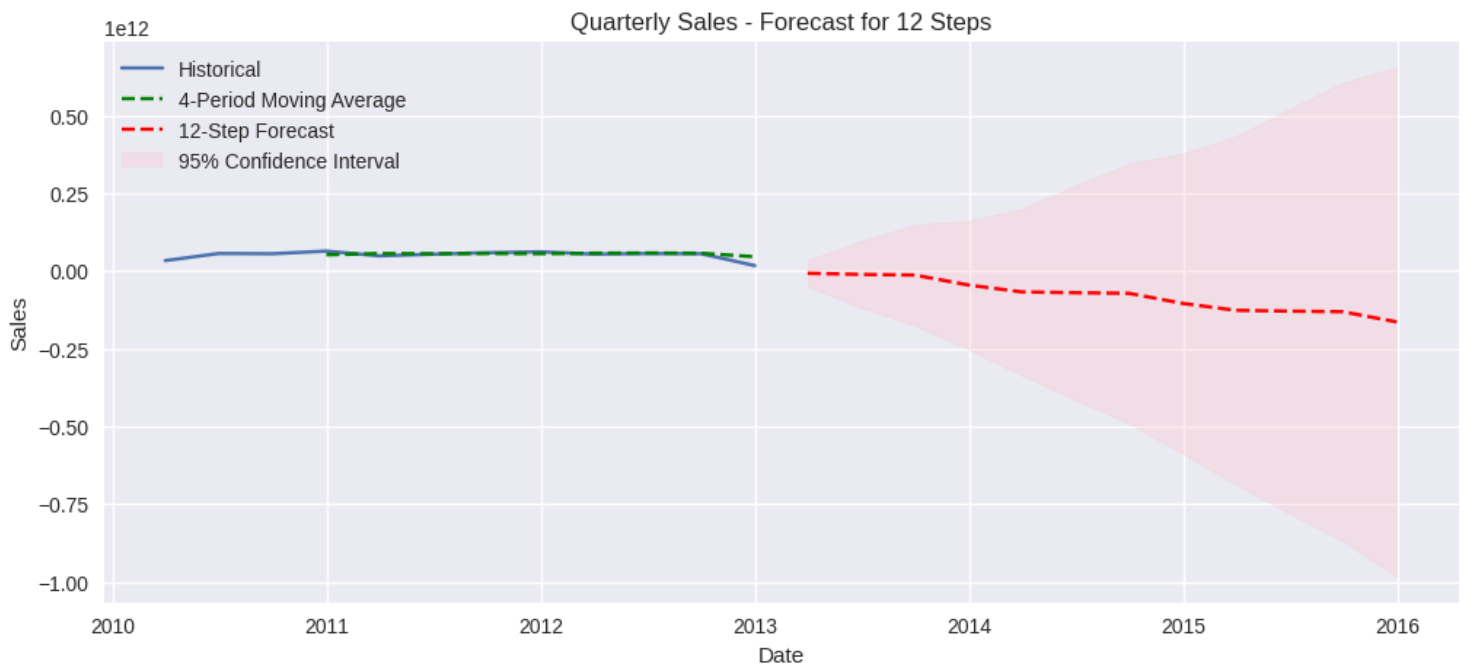 Quarterly Sales - Forecast for 12 Steps
1e12
Historical
4-Period Moving Average
12-Step Forecast
95% Confidence Interval
0.50
0.25
0.00
−0.25
−0.50
−0.75
−1.00
Sales
2010 2011 2012 2013 2014 2015 2016
Date